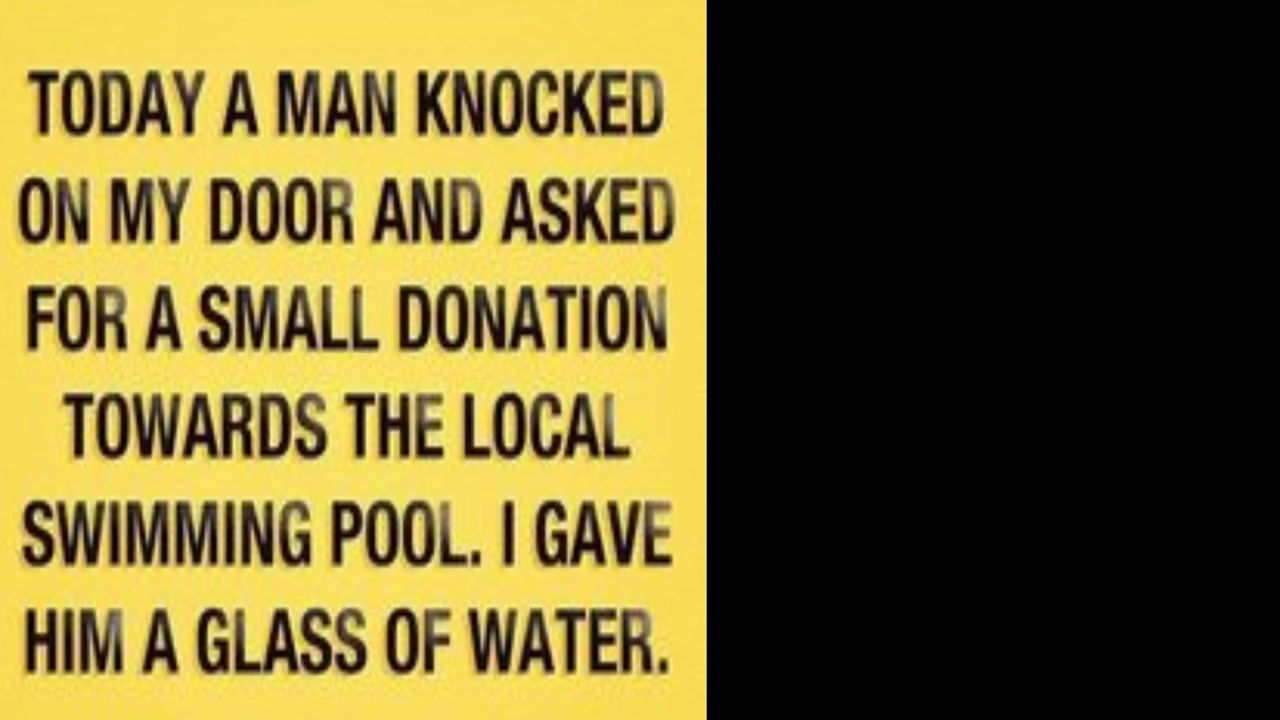 TODAY A MAN KNOCKED
ON MY DOOR AND ASKED
FOR A SMALL DONATION
TOWARDS THE LOCAL
SWIMMING POOL. I GAVE
HIM A GLASS OF WATER.